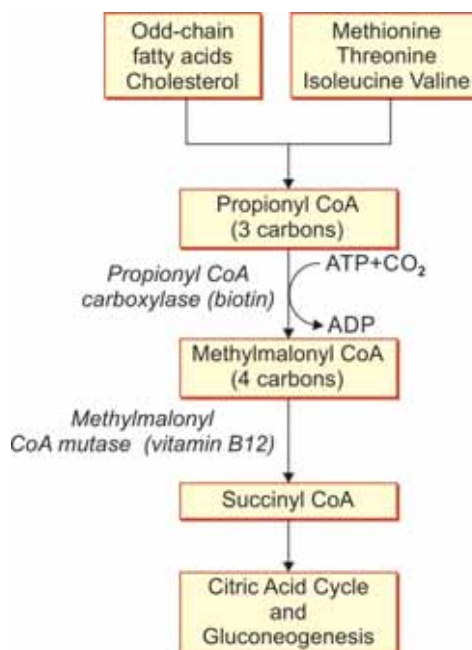 Odd-chain
fatty acids
Cholesterol
Methionine
Threonine
Isoleucine Valine
Propionyl CoA
(3 carbons)
Propionyl CoA
carboxylase (biotin)
ATP+CO₂
ADP
Methylmalonyl CoA
(4 carbons)
Methylmalonyl
CoA mutase (vitamin B12)
Succinyl CoA
Citric Acid Cycle
and
Gluconeogenesis